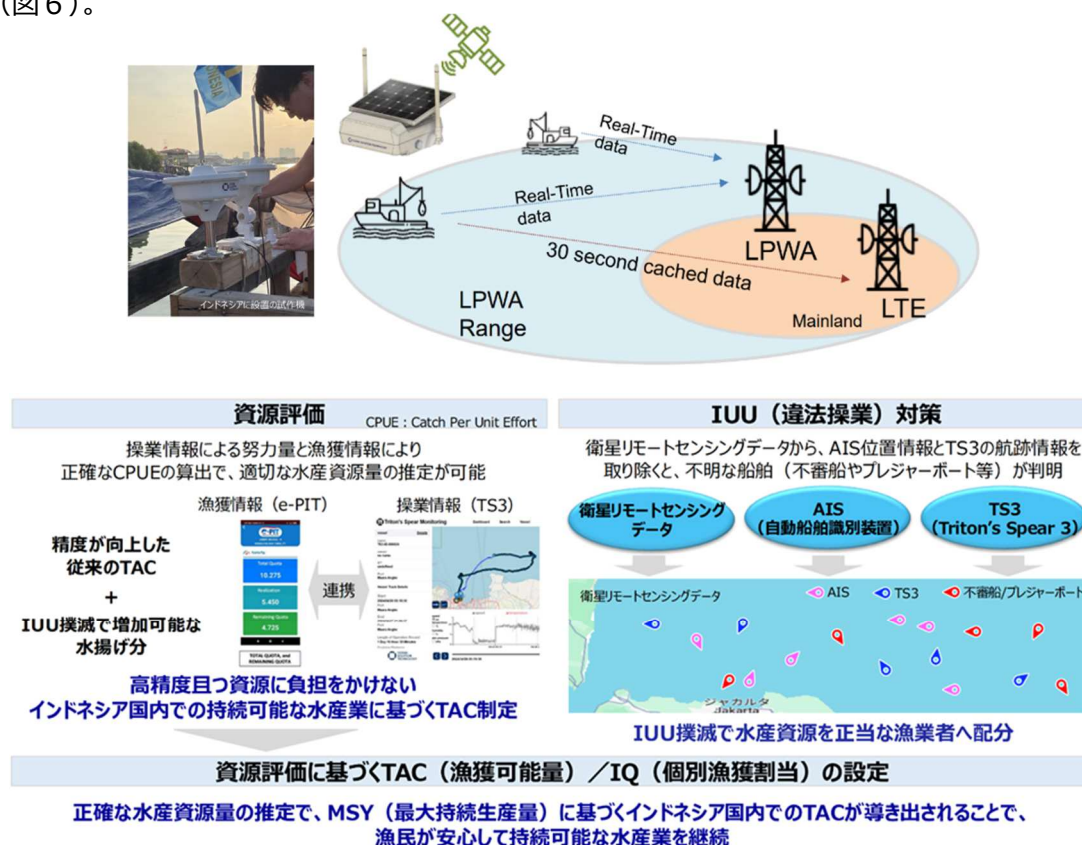 (図6)。
ONESIA
インドネシアに設置の試作機
Real-Time
data
Real-Time
data
30 second cached data
LPWA
LTE
Mainland
LPWA
Range
資源評価
CPUE : Catch Per Unit Effort
操業情報による努力量と漁獲情報により
正確なCPUEの算出で、適切な水産資源量の推定が可能
漁獲情報(e-PIT)
操業情報(TS3)
精度が向上した
従来のTAC
+
IUU撲滅で増加可能な
水揚げ分
e-PIT
Total Quota
10.275
Realization
5.450
Remaining Quota
4.725
TOTAL QUOTA, and
REMAINING QUOTA
連携
Triton's Spear Monitoring
高精度且つ資源に負担をかけない
インドネシア国内での持続可能な水産業に基づくTAC制定
IUU(違法操業)対策
衛星リモートセンシングデータから、AIS位置情報とTS3の航跡情報を
取り除くと、不明な船舶(不審船やプレジャーボート等)が判明
衛星リモートセンシング
データ
AIS
(自動船舶識別装置)
TS3
(Triton's Spear 3)
衛星リモートセンシングデータ
AIS
TS3
不審船/プレジャーボート
ジャカルタ
Jakarta
IUU撲滅で水産資源を正当な漁業者へ配分
資源評価に基づくTAC(漁獲可能量)/IQ(個別漁獲割当)の設定
正確な水産資源量の推定で、MSY(最大持続生産量)に基づくインドネシア国内でのTACが導き出されることで、
漁民が安心して持続可能な水産業を継続